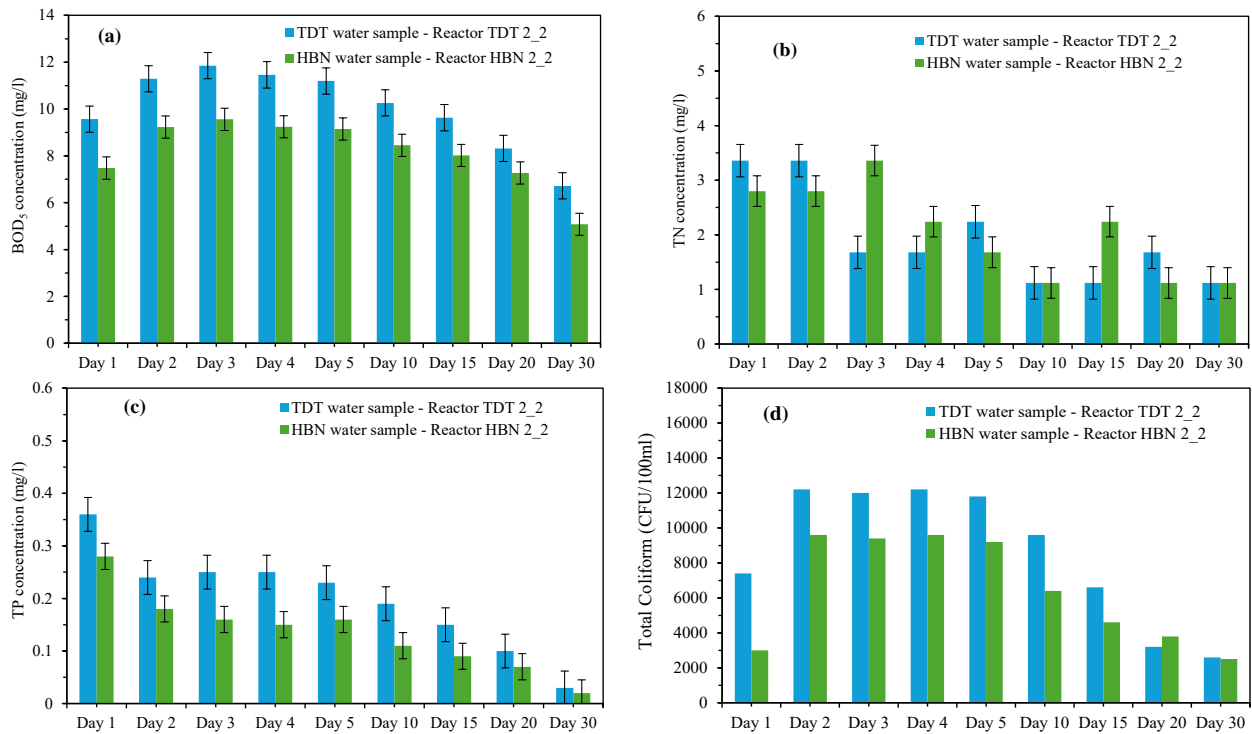 (a)
TDT water sample - Reactor TDT 2_2
HBN water sample - Reactor HBN 2_2
BOD5 concentration (mg/l)
14
12
10
8
6
4
2
0
Day 1 Day 2 Day 3 Day 4 Day 5 Day 10 Day 15 Day 20 Day 30
(b)
TDT water sample - Reactor TDT 2_2
HBN water sample - Reactor HBN 2_2
TN concentration (mg/l)
6
5
4
3
2
1
0
Day 1 Day 2 Day 3 Day 4 Day 5 Day 10 Day 15 Day 20 Day 30
(c)
TDT water sample - Reactor TDT 2_2
HBN water sample - Reactor HBN 2_2
TP concentration (mg/l)
0.6
0.5
0.4
0.3
0.2
0.1
0
Day 1 Day 2 Day 3 Day 4 Day 5 Day 10 Day 15 Day 20 Day 30
(d)
TDT water sample - Reactor TDT 2_2
HBN water sample - Reactor HBN 2_2
Total Coliform (CFU/100ml)
18000
16000
14000
12000
10000
8000
6000
4000
2000
0
Day 1 Day 2 Day 3 Day 4 Day 5 Day 10 Day 15 Day 20 Day 30